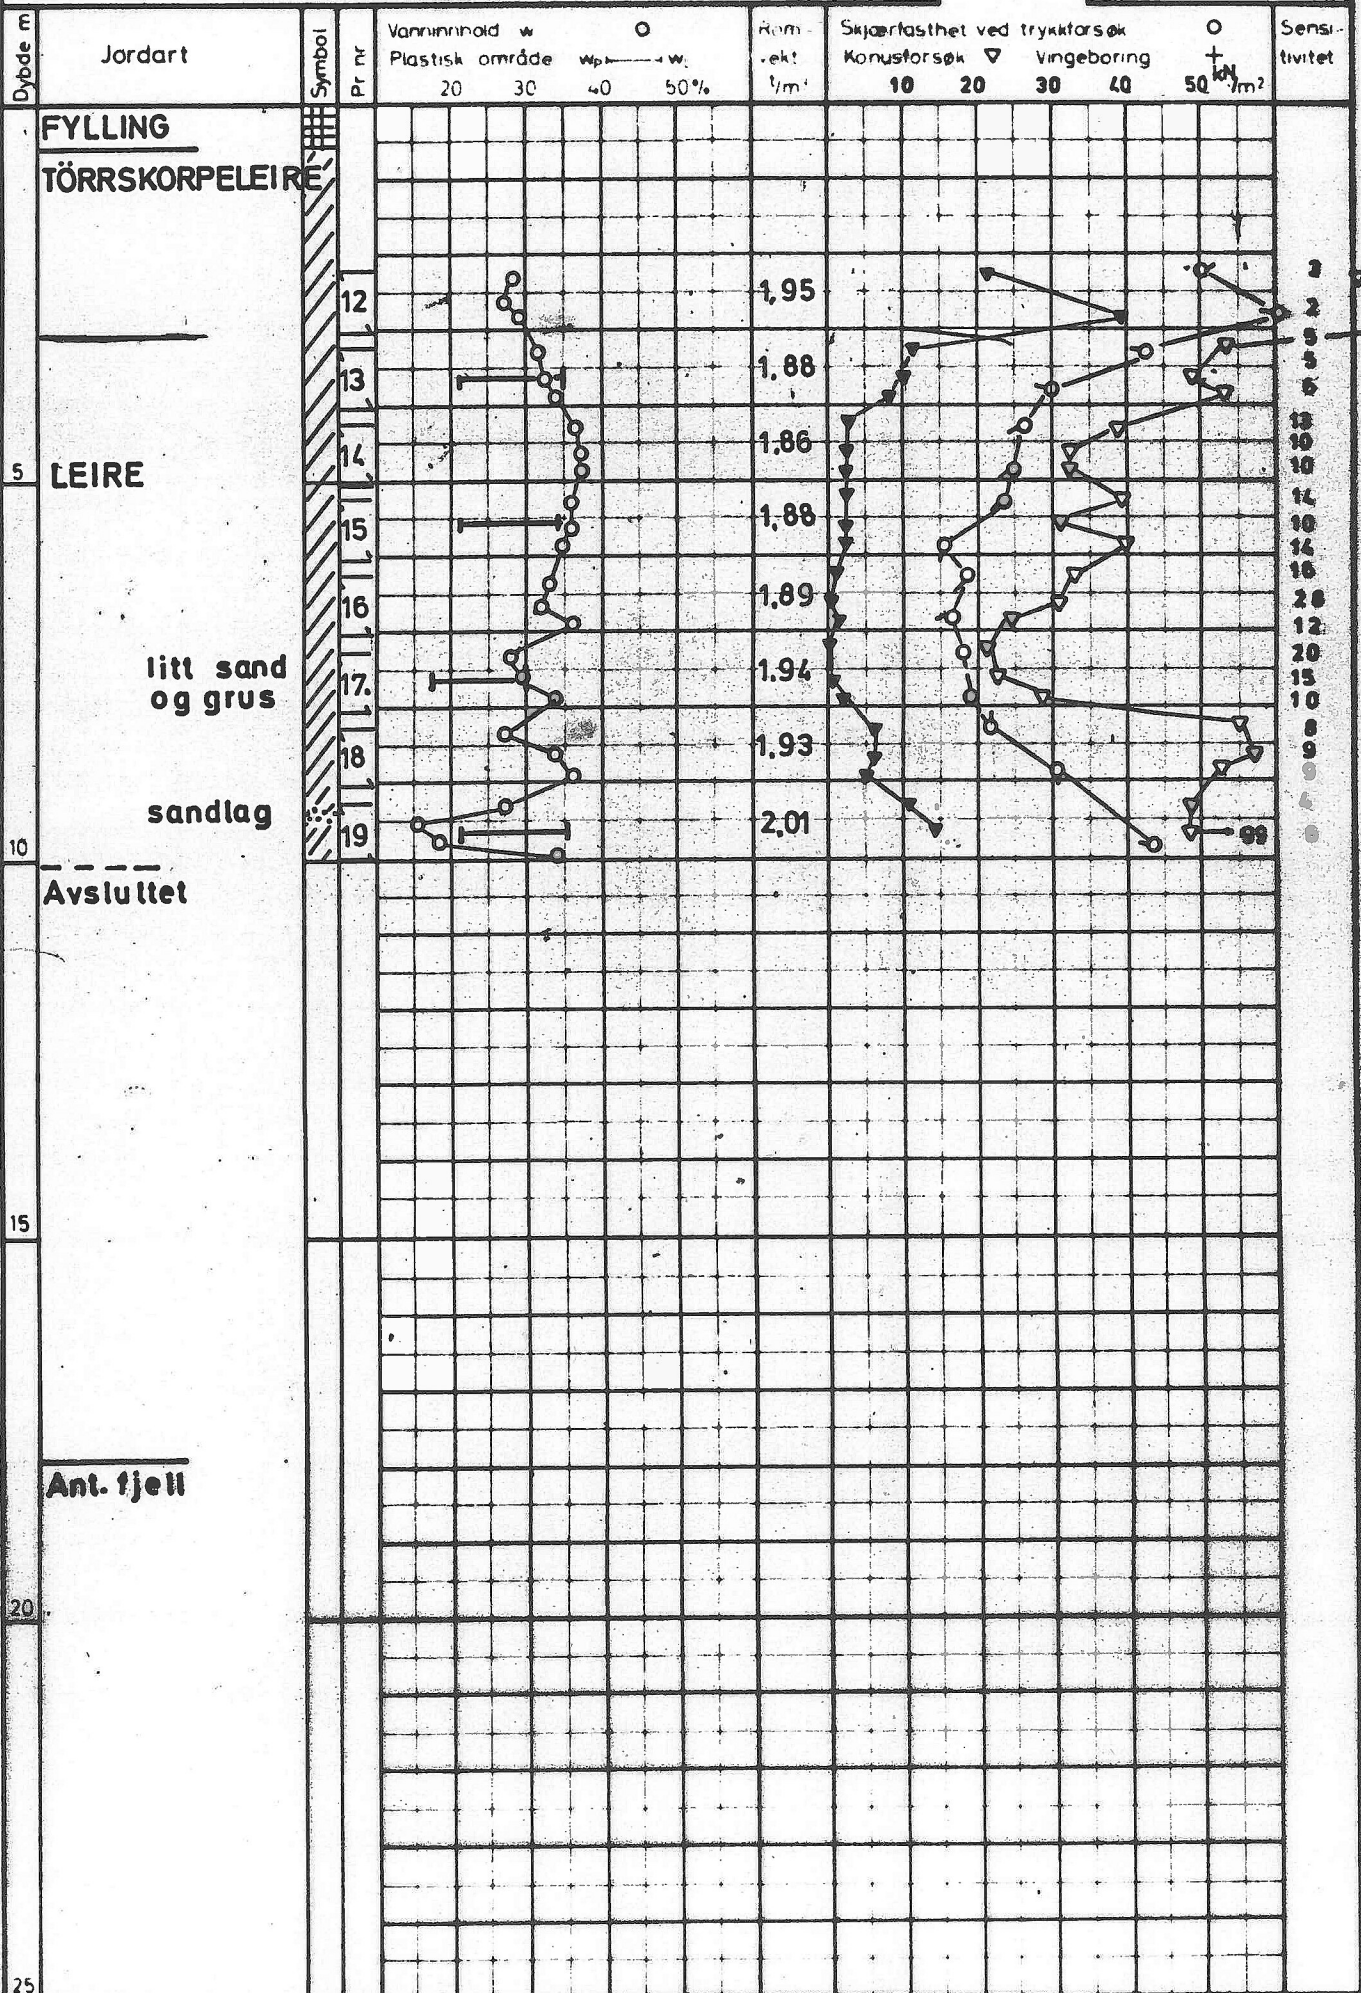 Dybde m
Jordart
Symbol
Pr nr
Vanninnhold w
Plastisk område wp w
20 30 40 50%
t/m³
Skjærfasthet ved trykkforsøk
Konusforsøk Vingeboring
10 20 30 40 50 kN/m²
Sensi-
tivitet
FYLLING
TÖRRSKORPELEIRE
12 1,95
2
5
13 1,88
5
6
13
14 1,86 10
5 LEIRE 10
14
15 1,88 10
14
16
16 1,89 28
12
litt sand 20
og grus 17. 1,94 15
10
8
18 1,93 9
sandlag
19 2,01 99
10
Avsluttet
15
Ant. fjell
20
25